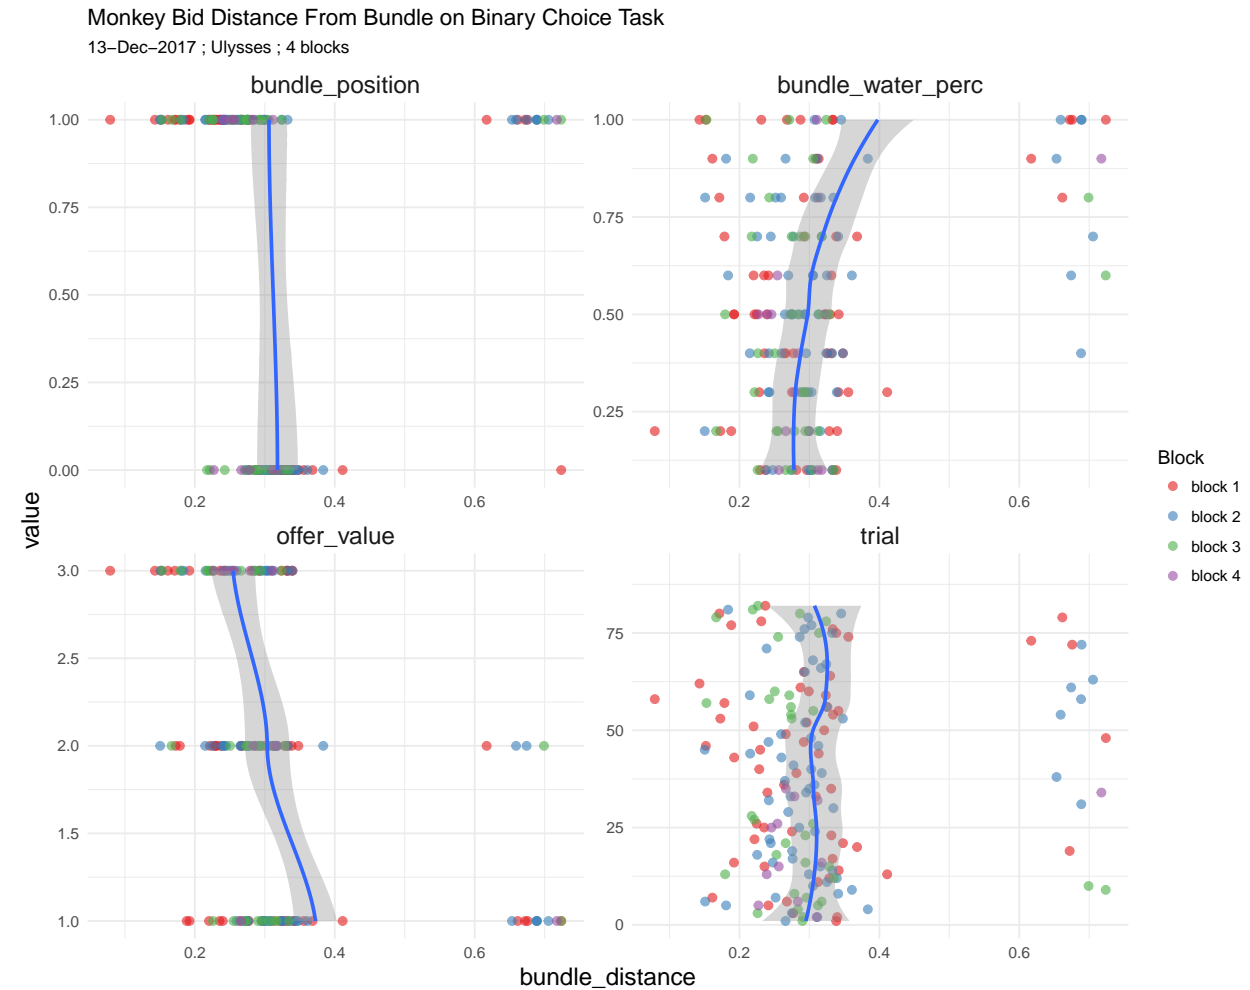 Monkey Bid Distance From Bundle on Binary Choice Task
13−Dec−2017 ; Ulysses ; 4 blocks
bundle_position
bundle_water_perc
1.00
0.75
0.50
0.25
0.00
0.2
0.4
0.6
1.00
0.75
0.50
0.25
0.2
0.4
0.6
offer_value
trial
3.0
2.5
2.0
1.5
1.0
0.2
0.4
0.6
75
50
25
0
0.2
0.4
0.6
value
bundle_distance
Block
block 1
block 2
block 3
block 4